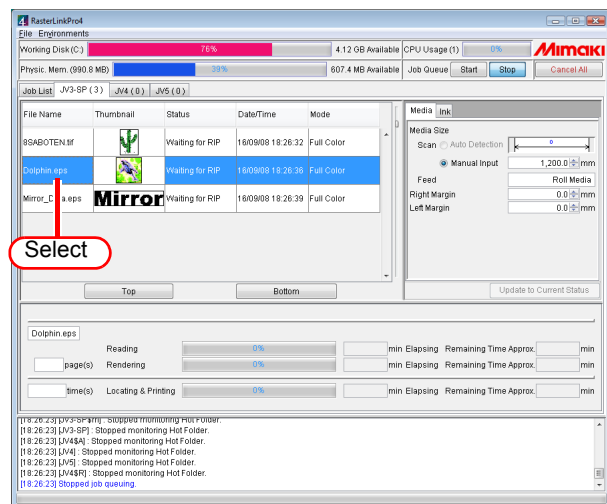 RasterLinkPro4
File Environments
Working Disk (C:) 76% 4.12 GB Available CPU Usage (1) 0% Mimaki
Physic. Mem. (990.8 MB) 39% 607.4 MB Available Job Queue Start Stop Cancel All
Job List JV3-SP ( 3 ) JV4 ( 0 ) JV5 ( 0 )
File Name Thumbnail Status Date/Time Mode
8SABOTEN.tif Waiting for RIP 16/09/08 18:26:32 Full Color
Dolphin.eps Waiting for RIP 16/09/08 18:26:36 Full Color
Mirror Waiting for RIP 16/09/08 18:26:39 Full Color
Select
Top Bottom
Media Ink
Media Size
Scan Auto Detection 0
Manual Input 1,200.0 mm
Feed Roll Media
Right Margin 0.0 mm
Left Margin 0.0 mm
Update to Current Status
Dolphin.eps
Reading 0% min Elapsing Remaining Time Approx. min
page(s) Rendering 0%
time(s) Locating & Printing 0% min Elapsing Remaining Time Approx. min
[18:26:23] [JV3-SP] : Stopped monitoring Hot Folder.
[18:26:23] [JV4$A] : Stopped monitoring Hot Folder.
[18:26:23] [JV4] : Stopped monitoring Hot Folder.
[18:26:23] [JV5] : Stopped monitoring Hot Folder.
[18:26:23] [JV4$R] : Stopped monitoring Hot Folder.
[18:26:23] Stopped job queuing.